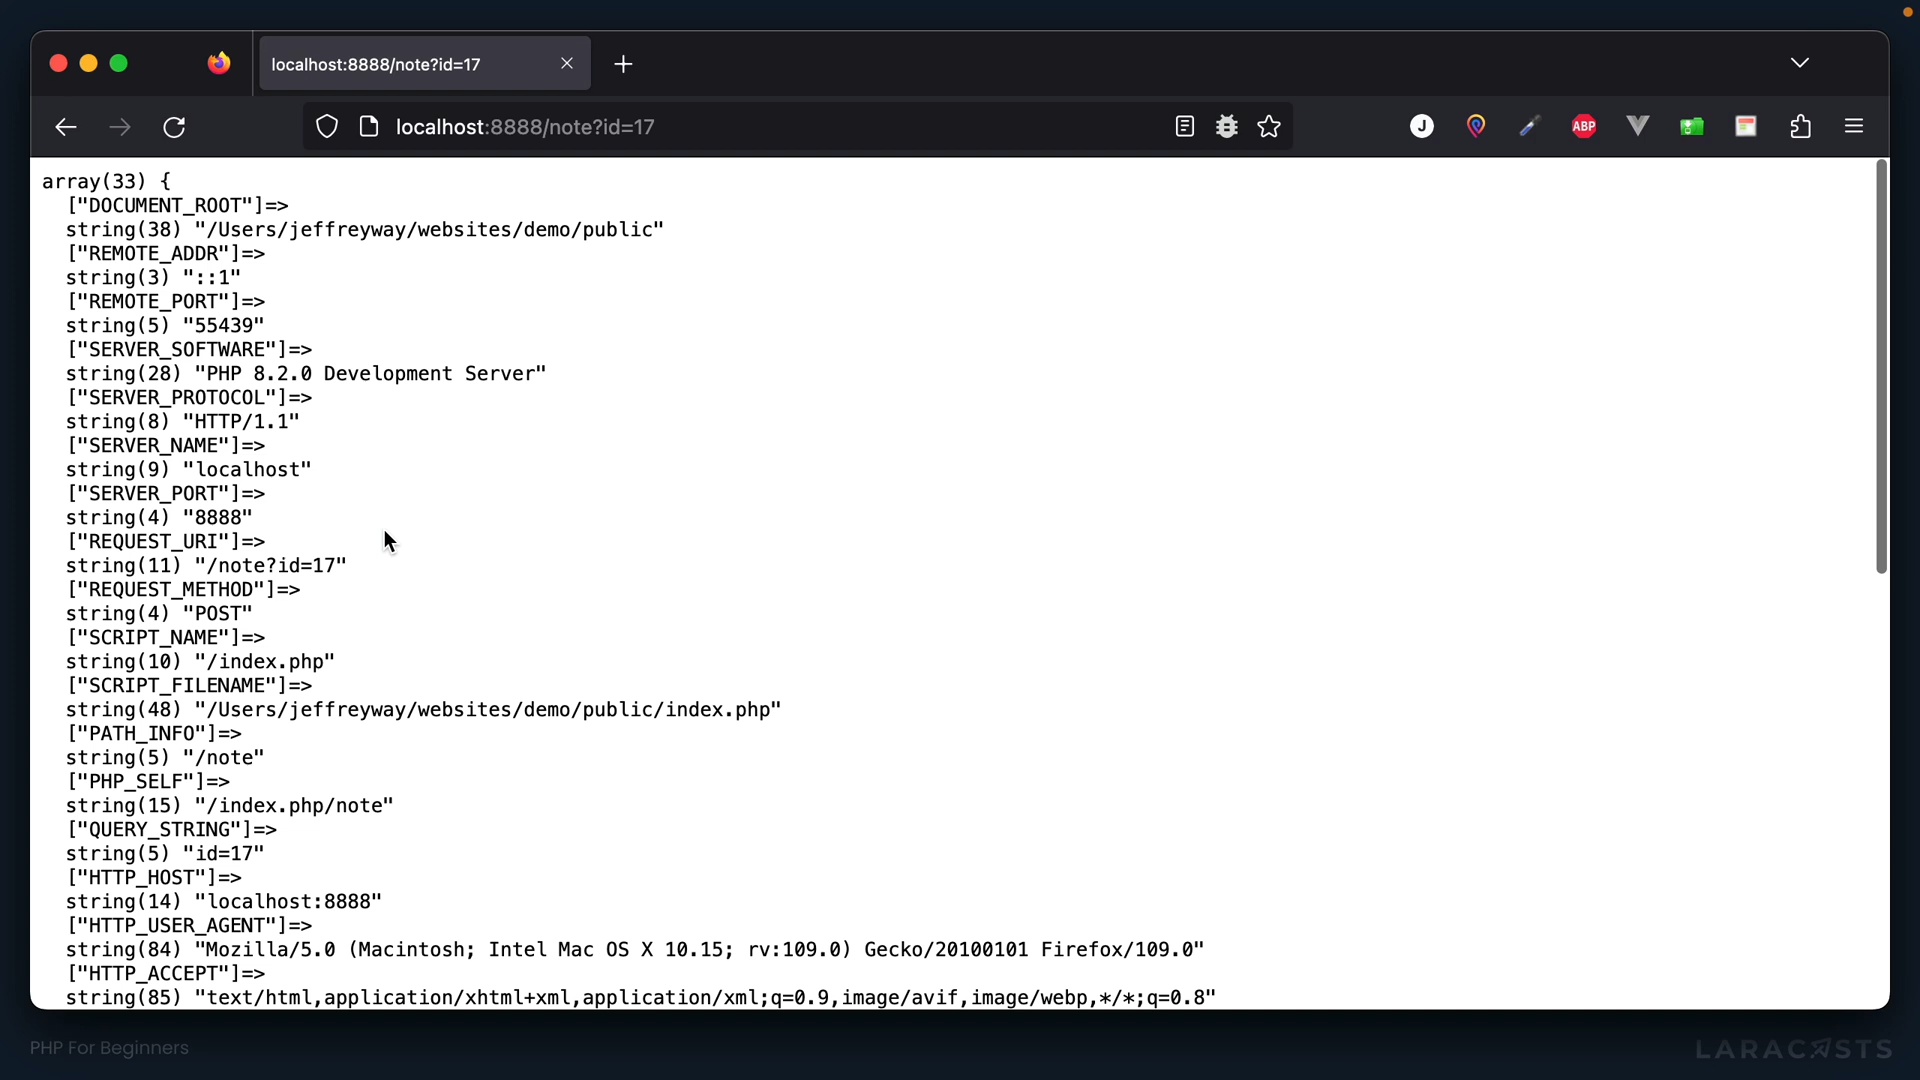 localhost:8888/note?id=17
localhost:8888/note?id=17
J
ABP
array(33) {
["DOCUMENT_ROOT"]=>
string(38) "/Users/jeffreyway/websites/demo/public"
["REMOTE_ADDR"]=>
string(3) "::1"
["REMOTE_PORT"]=>
string(5) "55439"
["SERVER_SOFTWARE"]=>
string(28) "PHP 8.2.0 Development Server"
["SERVER_PROTOCOL"]=>
string(8) "HTTP/1.1"
["SERVER_NAME"]=>
string(9) "localhost"
["SERVER_PORT"]=>
string(4) "8888"
["REQUEST_URI"]=>
string(11) "/note?id=17"
["REQUEST_METHOD"]=>
string(4) "POST"
["SCRIPT_NAME"]=>
string(10) "/index.php"
["SCRIPT_FILENAME"]=>
string(48) "/Users/jeffreyway/websites/demo/public/index.php"
["PATH_INFO"]=>
string(5) "/note"
["PHP_SELF"]=>
string(15) "/index.php/note"
["QUERY_STRING"]=>
string(5) "id=17"
["HTTP_HOST"]=>
string(14) "localhost:8888"
["HTTP_USER_AGENT"]=>
string(84) "Mozilla/5.0 (Macintosh; Intel Mac OS X 10.15; rv:109.0) Gecko/20100101 Firefox/109.0"
["HTTP_ACCEPT"]=>
string(85) "text/html,application/xhtml+xml,application/xml;q=0.9,image/avif,image/webp,*/*;q=0.8"
PHP For Beginners
LARACASTS